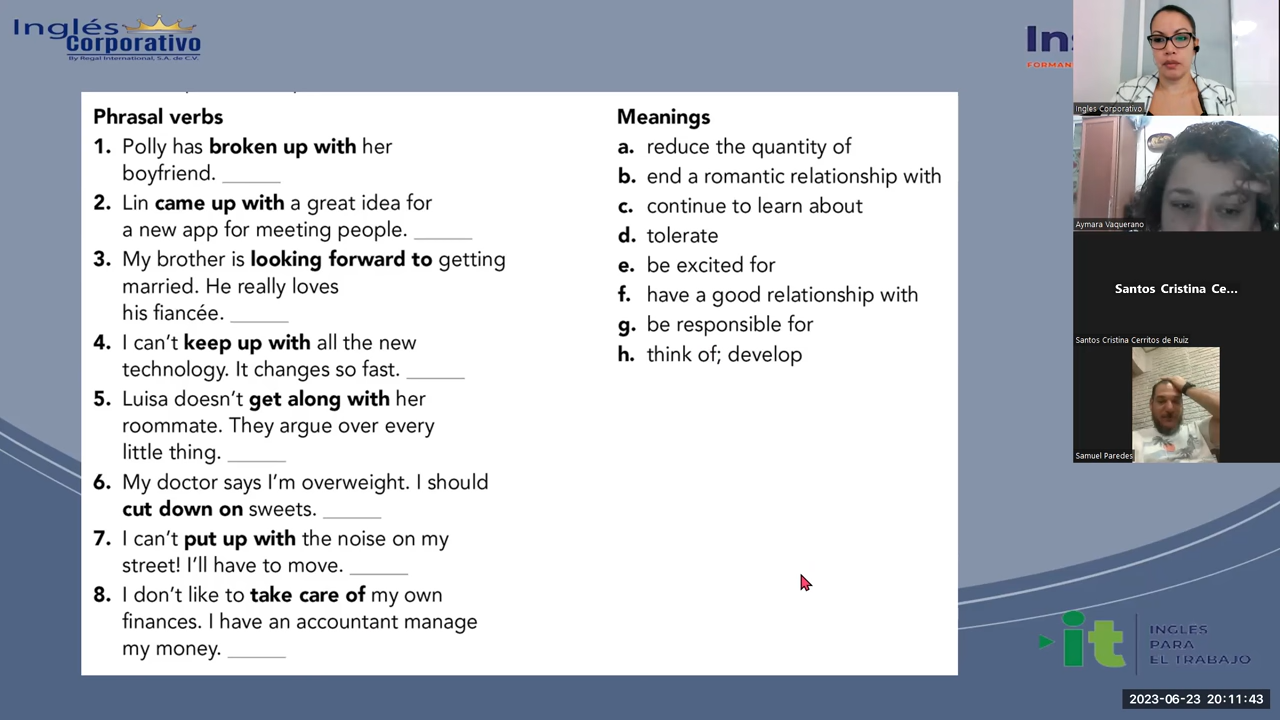 Inglés
Corporativo
By Regal International, S.A. de C.V.
Phrasal verbs
1. Polly has broken up with her
boyfriend. ______
2. Lin came up with a great idea for
a new app for meeting people. ______
3. My brother is looking forward to getting
married. He really loves
his fiancée. ______
4. I can't keep up with all the new
technology. It changes so fast. ______
5. Luisa doesn't get along with her
roommate. They argue over every
little thing. ______
6. My doctor says I'm overweight. I should
cut down on sweets. ______
7. I can't put up with the noise on my
street! I'll have to move. ______
8. I don't like to take care of my own
finances. I have an accountant manage
my money. ______
Meanings
a. reduce the quantity of
b. end a romantic relationship with
c. continue to learn about
d. tolerate
e. be excited for
f. have a good relationship with
g. be responsible for
h. think of; develop
Ingles Corporativo
Aymara Vaquerano
Santos Cristina Ce...
Santos Cristina Cerritos de Ruiz
Samuel Paredes
it
INGLES
PARA
EL TRABAJO
2023-06-23 20:11:43